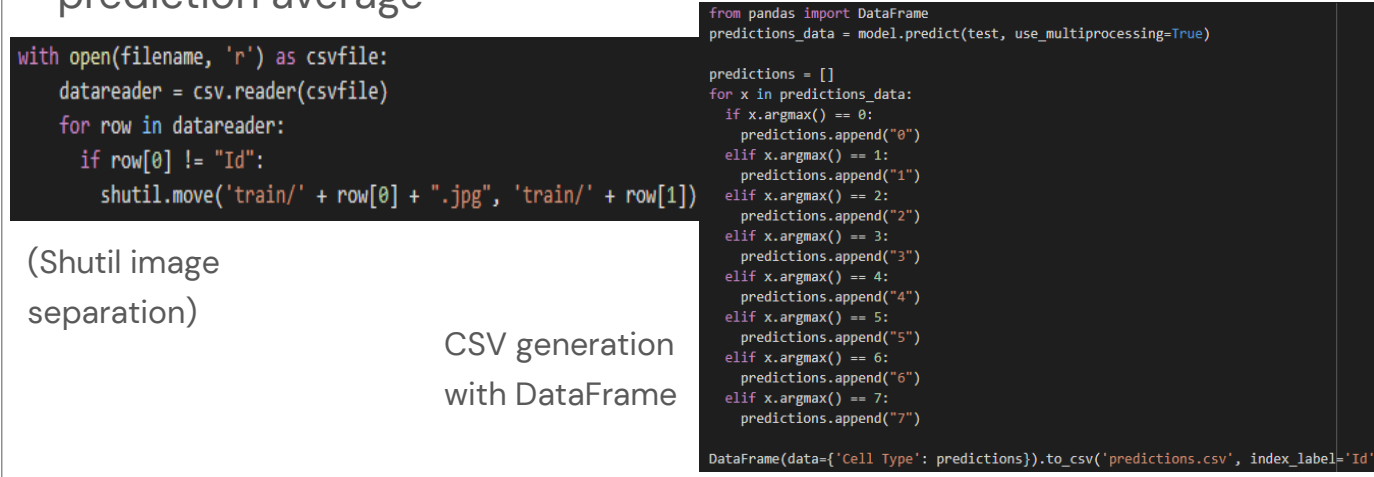 prediction average
with open(filename, 'r') as csvfile:
    datareader = csv.reader(csvfile)
    for row in datareader:
      if row[0] != "Id":
        shutil.move('train/' + row[0] + ".jpg", 'train/' + row[1])
(Shutil image
separation)
CSV generation
with DataFrame
from pandas import DataFrame
predictions_data = model.predict(test, use_multiprocessing=True)
predictions = []
for x in predictions_data:
  if x.argmax() == 0:
    predictions.append("0")
  elif x.argmax() == 1:
    predictions.append("1")
  elif x.argmax() == 2:
    predictions.append("2")
  elif x.argmax() == 3:
    predictions.append("3")
  elif x.argmax() == 4:
    predictions.append("4")
  elif x.argmax() == 5:
    predictions.append("5")
  elif x.argmax() == 6:
    predictions.append("6")
  elif x.argmax() == 7:
    predictions.append("7")
DataFrame(data={'Cell Type': predictions}).to_csv('predictions.csv', index_label='Id'